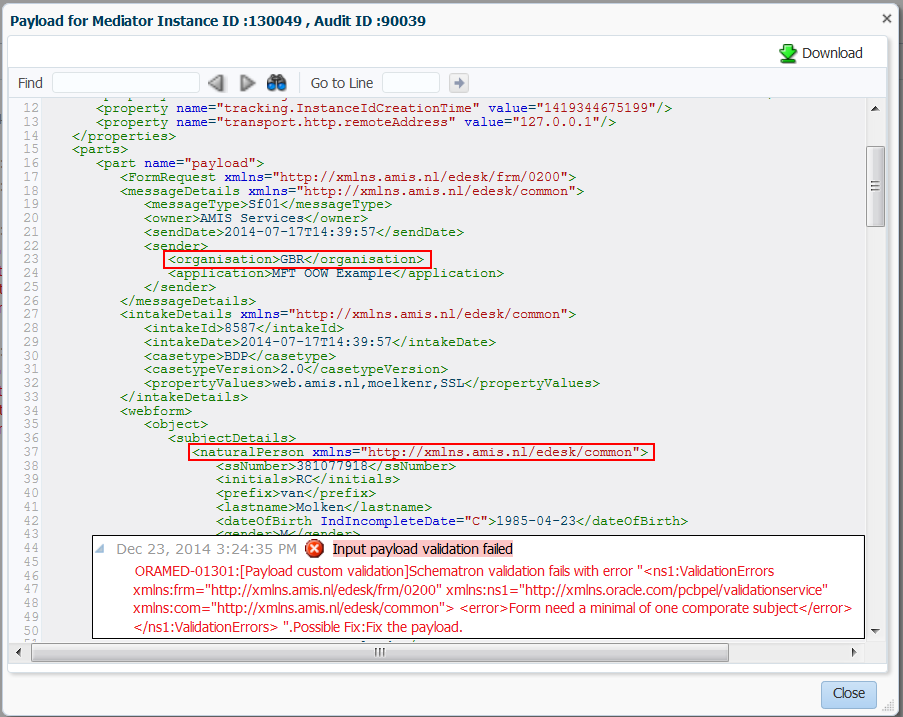 Payload for Mediator Instance ID :130049 , Audit ID :90039
Download
Find
Go to Line
12 <property name="tracking.InstanceIdCreationTime" value="1419344675199"/>
13 <property name="transport.http.remoteAddress" value="127.0.0.1"/>
14 </properties>
15 <parts>
16 <part name="payload">
17 <FormRequest xmlns="http://xmlns.amis.nl/edesk/frm/0200">
18 <messageDetails xmlns="http://xmlns.amis.nl/edesk/common">
19 <messageType>Sf01</messageType>
20 <owner>AMIS Services</owner>
21 <sendDate>2014-07-17T14:39:57</sendDate>
22 <sender>
23 <organisation>GBR</organisation>
24 <application>MFT OOW Example</application>
25 </sender>
26 </messageDetails>
27 <intakeDetails xmlns="http://xmlns.amis.nl/edesk/common">
28 <intakeId>8587</intakeId>
29 <intakeDate>2014-07-17T14:39:57</intakeDate>
30 <casetype>BDP</casetype>
31 <casetypeVersion>2.0</casetypeVersion>
32 <propertyValues>web.amis.nl,moelkenr,SSL</propertyValues>
33 </intakeDetails>
34 <webform>
35 <object>
36 <subjectDetails>
37 <naturalPerson xmlns="http://xmlns.amis.nl/edesk/common">
38 <ssNumber>381077918</ssNumber>
39 <initials>RC</initials>
40 <prefix>van</prefix>
41 <lastname>Molken</lastname>
42 <dateOfBirth IndIncompleteDate="C">1985-04-23</dateOfBirth>
43 <gender>M</gender>
44
45
46
47
48
49
50
Dec 23, 2014 3:24:35 PM Input payload validation failed
ORAMED-01301:[Payload custom validation]Schematron validation fails with error "<ns1:ValidationErrors
xmlns:frm="http://xmlns.amis.nl/edesk/frm/0200" xmlns:ns1="http://xmlns.oracle.com/pcbpel/validationservice"
xmlns:com="http://xmlns.amis.nl/edesk/common"> <error>Form need a minimal of one comporate subject</error>
</ns1:ValidationErrors> ".Possible Fix:Fix the payload.
Close